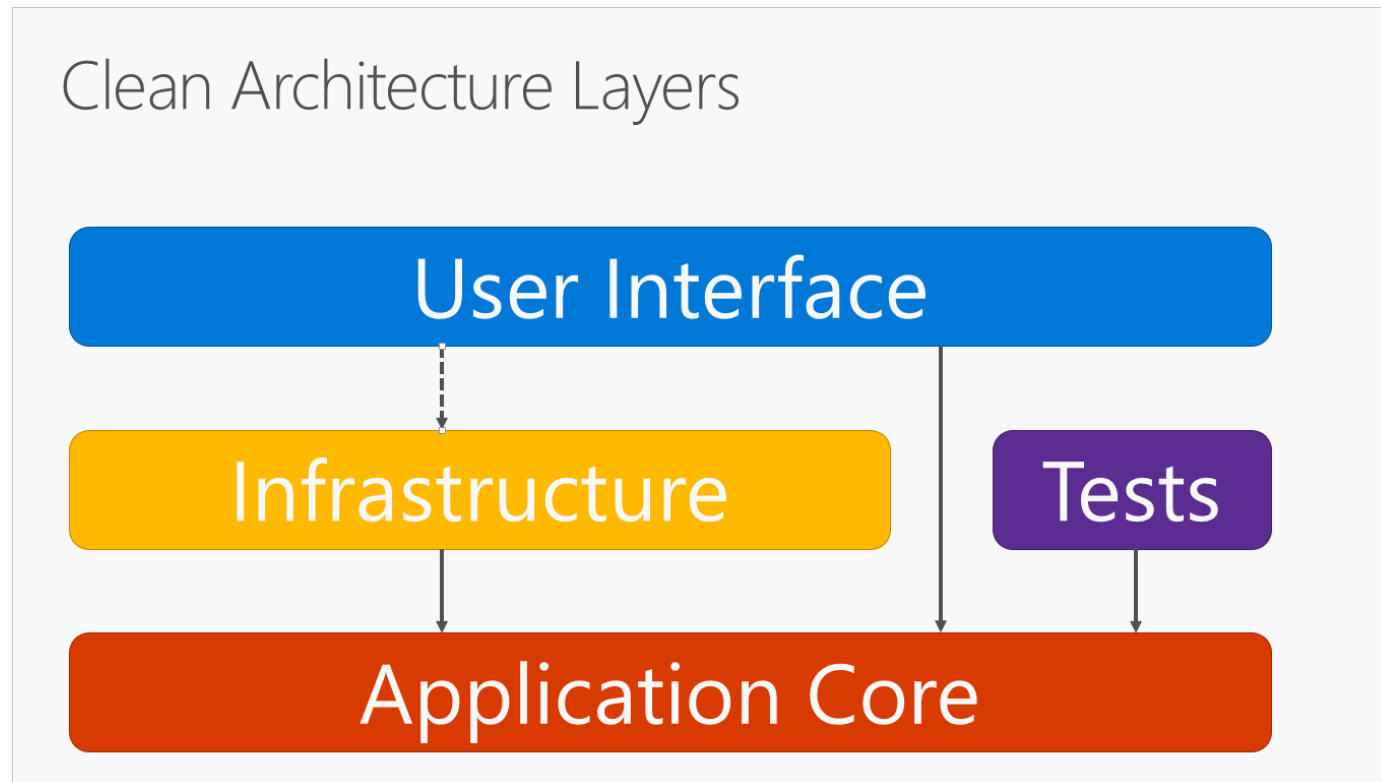 Clean Architecture Layers
User Interface
Infrastructure
Tests
Application Core